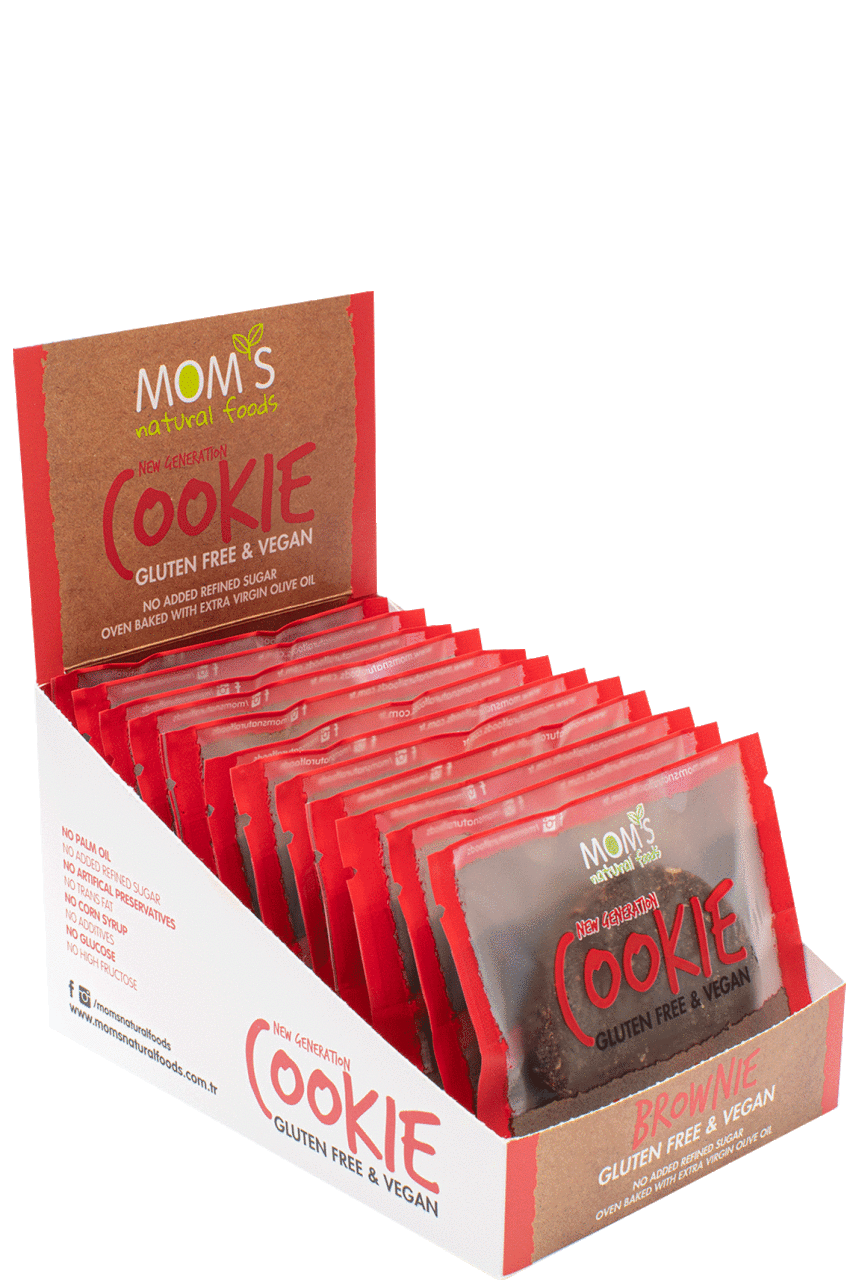 MOM'S
natural foods
NEW GENERATION
COOKIE
GLUTEN FREE & VEGAN
NO ADDED REFINED SUGAR
OVEN BAKED WITH EXTRA VIRGIN OLIVE OIL
NO PALM OIL
NO ADDED REFINED SUGAR
NO ARTIFICAL PRESERVATIVES
NO TRANS FAT
NO CORN SYRUP
NO ADDITIVES
NO GLUCOSE
NO HIGH FRUCTOSE
f /momsnaturalfoods
www.momsnaturalfoods.com.tr
NEW GENERATION
COOKIE
GLUTEN FREE & VEGAN
MOM'S
natural foods
NEW GENERATION
COOKIE
GLUTEN FREE & VEGAN
BROWNIE
GLUTEN FREE & VEGAN
NO ADDED REFINED SUGAR
OVEN BAKED WITH EXTRA VIRGIN OLIVE OIL